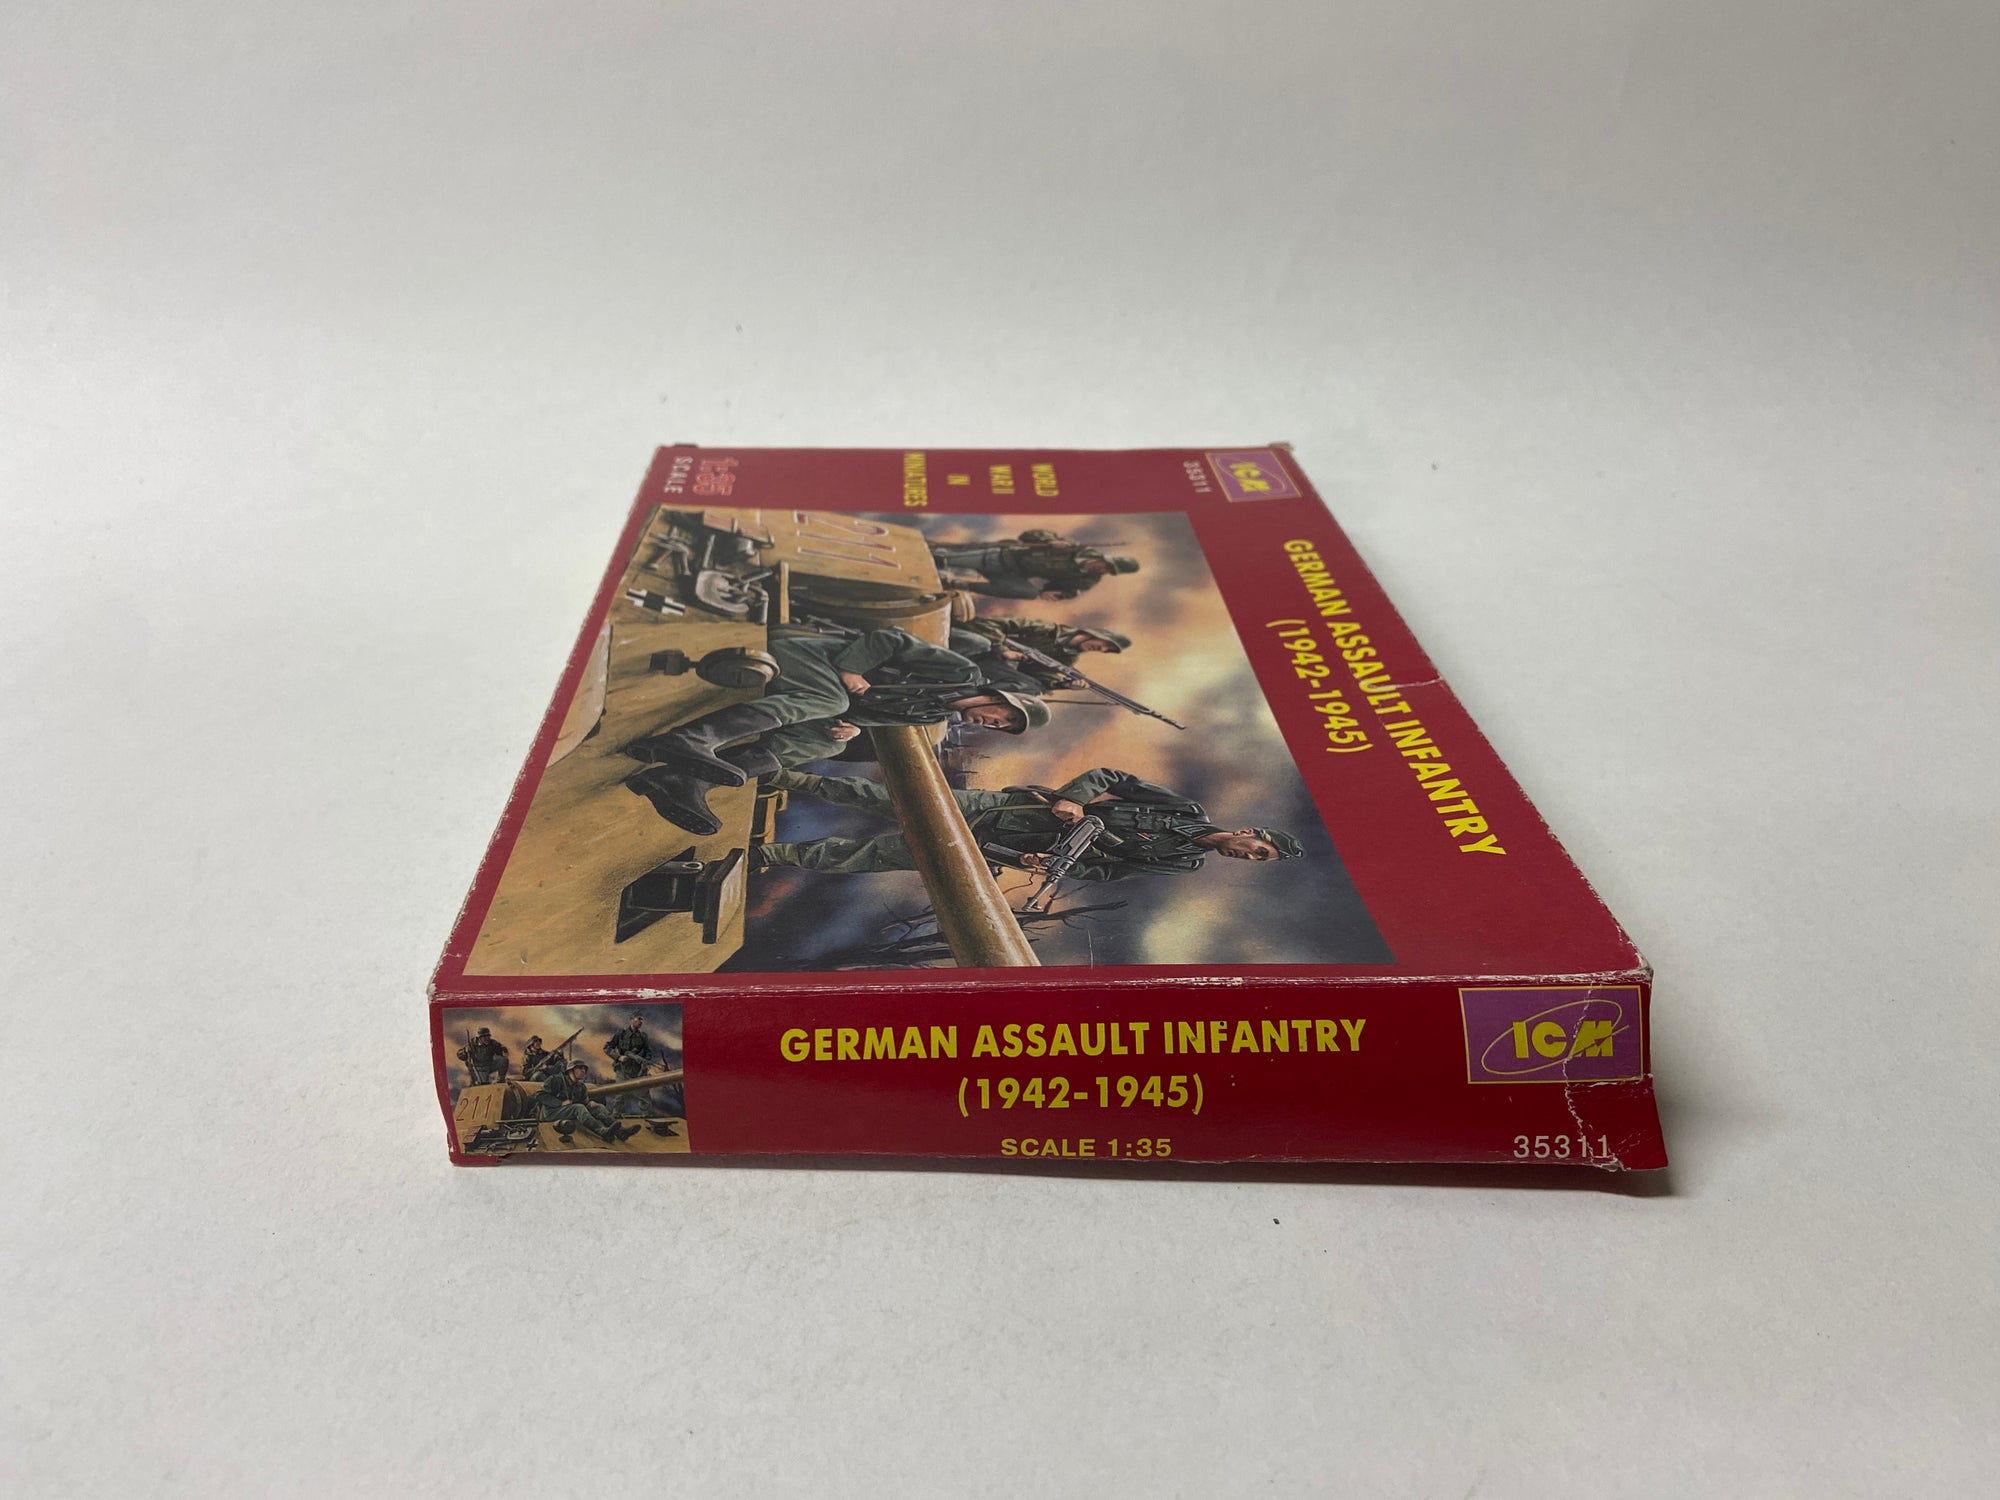 ICM
35311
GERMAN ASSAULT INFANTRY
(1942-1945)
WORLD
WAR II
IN
MINIATURES
1:35
SCALE
211
GERMAN ASSAULT INFANTRY
(1942-1945)
SCALE 1:35
ICM
35311
211